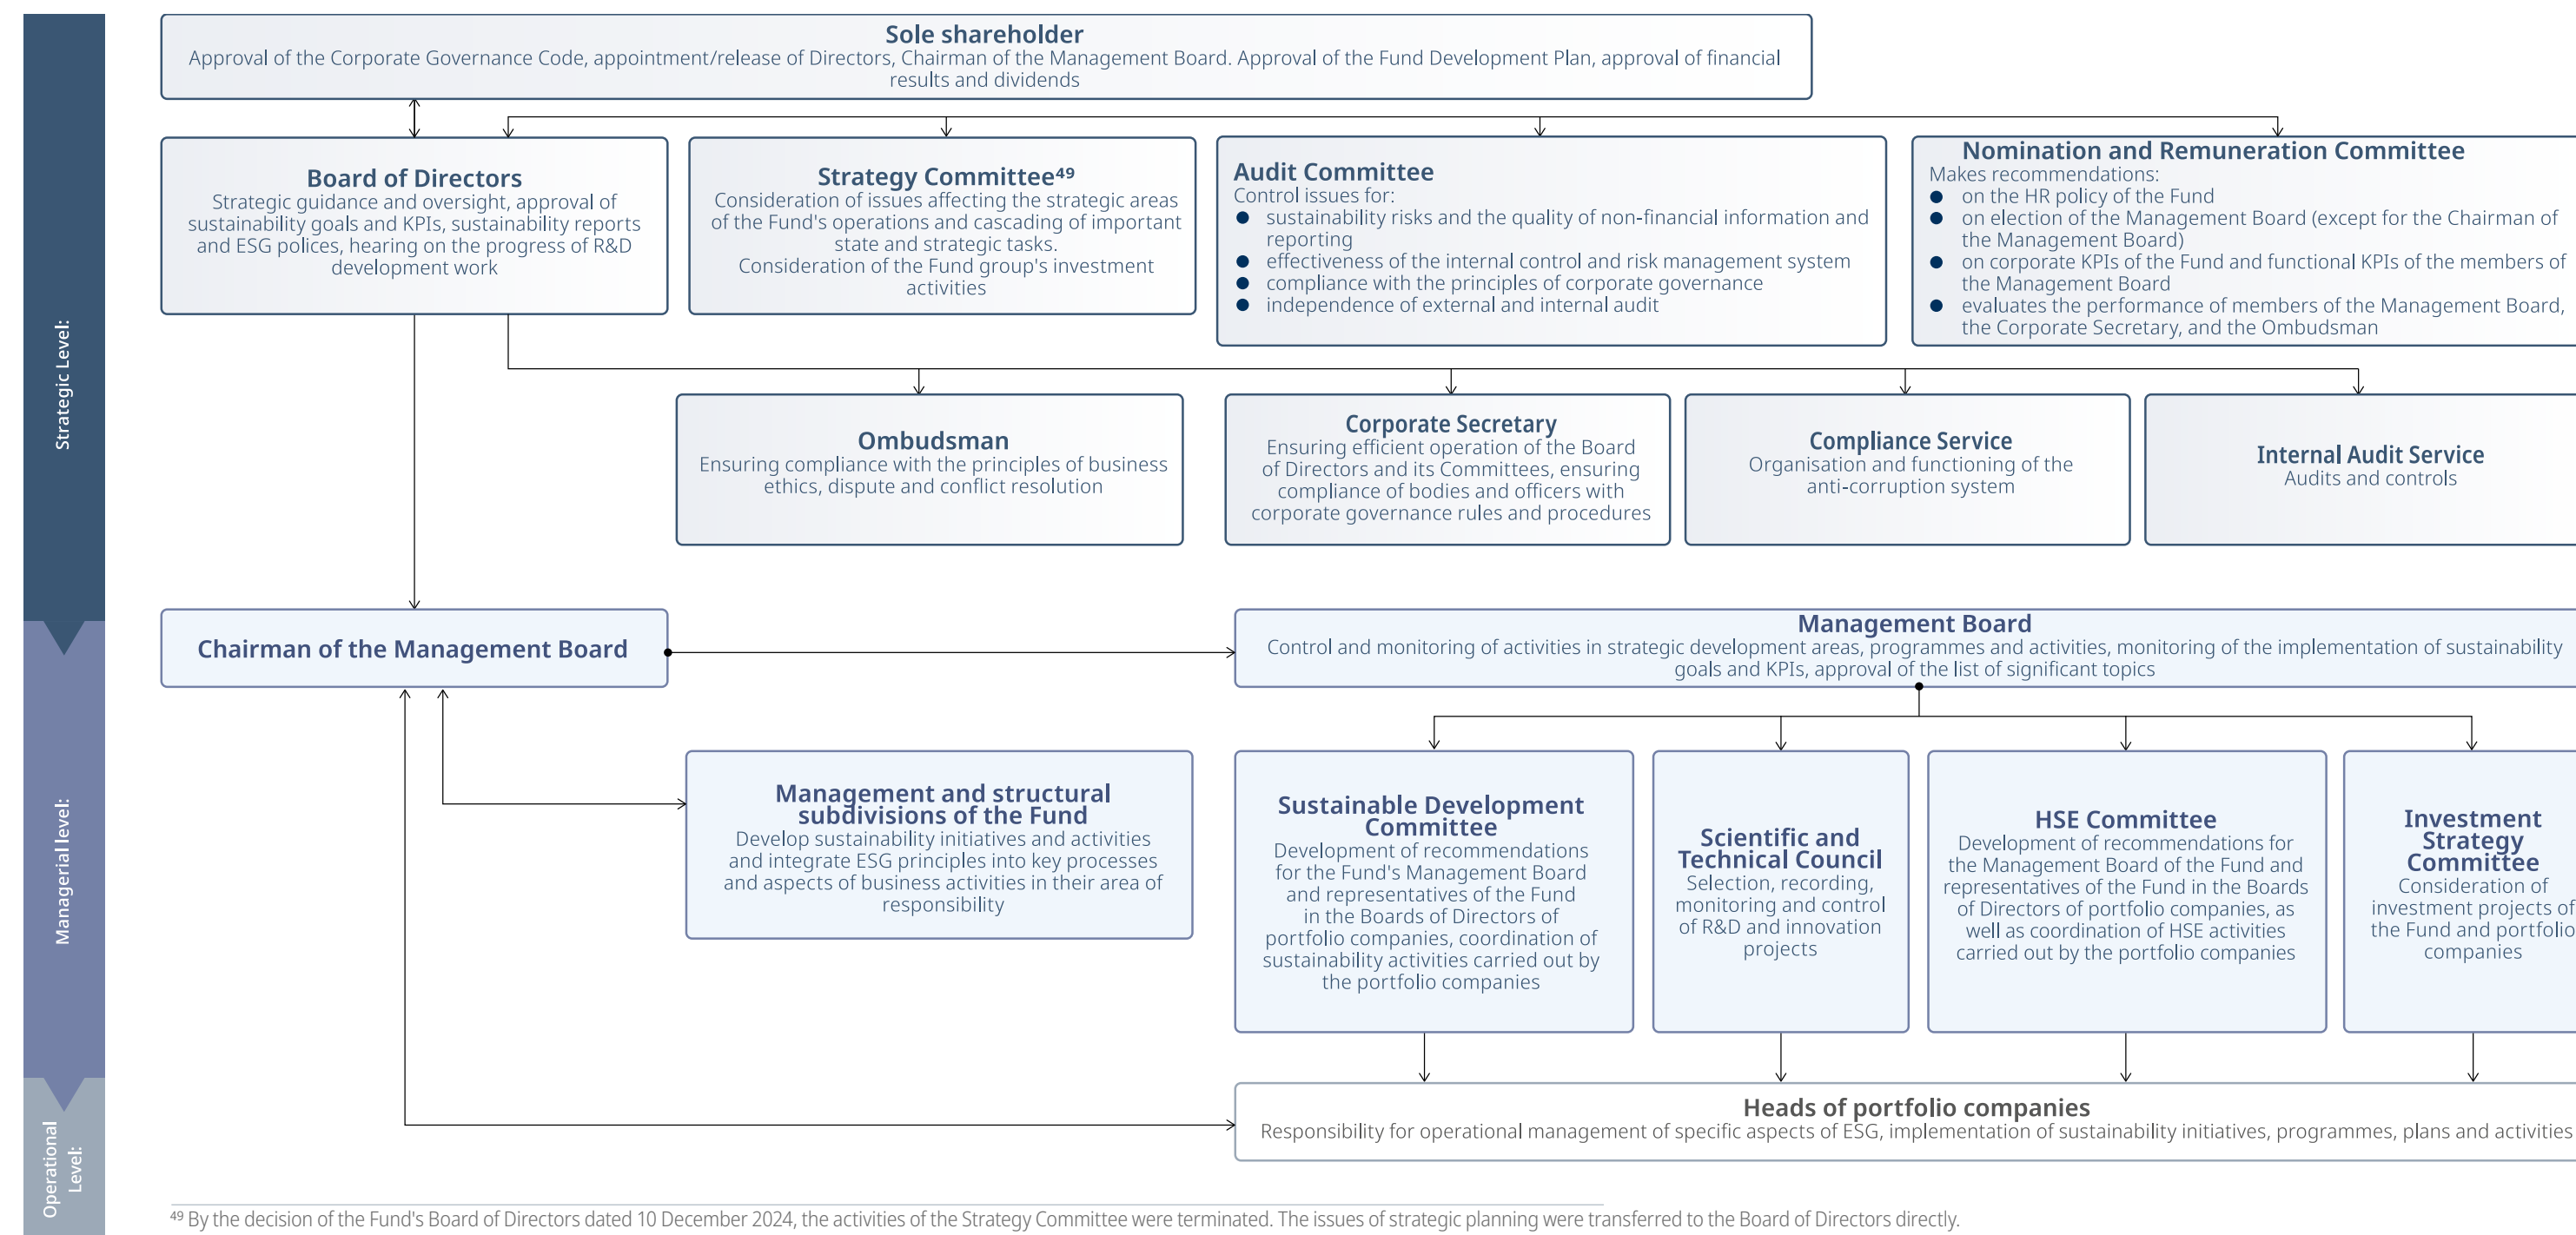 Strategic Level:
Sole shareholder
Approval of the Corporate Governance Code, appointment/release of Directors, Chairman of the Management Board. Approval of the Fund Development Plan, approval of financial
results and dividends
Board of Directors
Strategic guidance and oversight, approval of
sustainability goals and KPIs, sustainability reports
and ESG polices, hearing on the progress of R&D
development work
Strategy Committee⁴⁹
Consideration of issues affecting the strategic areas
of the Fund's operations and cascading of important
state and strategic tasks.
Consideration of the Fund group's investment
activities
Audit Committee
Control issues for:
● sustainability risks and the quality of non-financial information and
reporting
● effectiveness of the internal control and risk management system
● compliance with the principles of corporate governance
● independence of external and internal audit
Nomination and Remuneration Committee
Makes recommendations:
● on the HR policy of the Fund
● on election of the Management Board (except for the Chairman of
the Management Board)
● on corporate KPIs of the Fund and functional KPIs of the members of
the Management Board
● evaluates the performance of members of the Management Board,
the Corporate Secretary, and the Ombudsman
Ombudsman
Ensuring compliance with the principles of business
ethics, dispute and conflict resolution
Corporate Secretary
Ensuring efficient operation of the Board
of Directors and its Committees, ensuring
compliance of bodies and officers with
corporate governance rules and procedures
Compliance Service
Organisation and functioning of the
anti-corruption system
Internal Audit Service
Audits and controls
Managerial level:
Chairman of the Management Board
Management Board
Control and monitoring of activities in strategic development areas, programmes and activities, monitoring of the implementation of sustainability
goals and KPIs, approval of the list of significant topics
Management and structural
subdivisions of the Fund
Develop sustainability initiatives and activities
and integrate ESG principles into key processes
and aspects of business activities in their area of
responsibility
Sustainable Development
Committee
Development of recommendations
for the Fund's Management Board
and representatives of the Fund
in the Boards of Directors of
portfolio companies, coordination of
sustainability activities carried out by
the portfolio companies
Scientific and
Technical Council
Selection, recording,
monitoring and control
of R&D and innovation
projects
HSE Committee
Development of recommendations for
the Management Board of the Fund and
representatives of the Fund in the Boards
of Directors of portfolio companies, as
well as coordination of HSE activities
carried out by the portfolio companies
Investment
Strategy
Committee
Consideration of
investment projects of
the Fund and portfolio
companies
Operational
Level:
Heads of portfolio companies
Responsibility for operational management of specific aspects of ESG, implementation of sustainability initiatives, programmes, plans and activities
⁴⁹ By the decision of the Fund's Board of Directors dated 10 December 2024, the activities of the Strategy Committee were terminated. The issues of strategic planning were transferred to the Board of Directors directly.